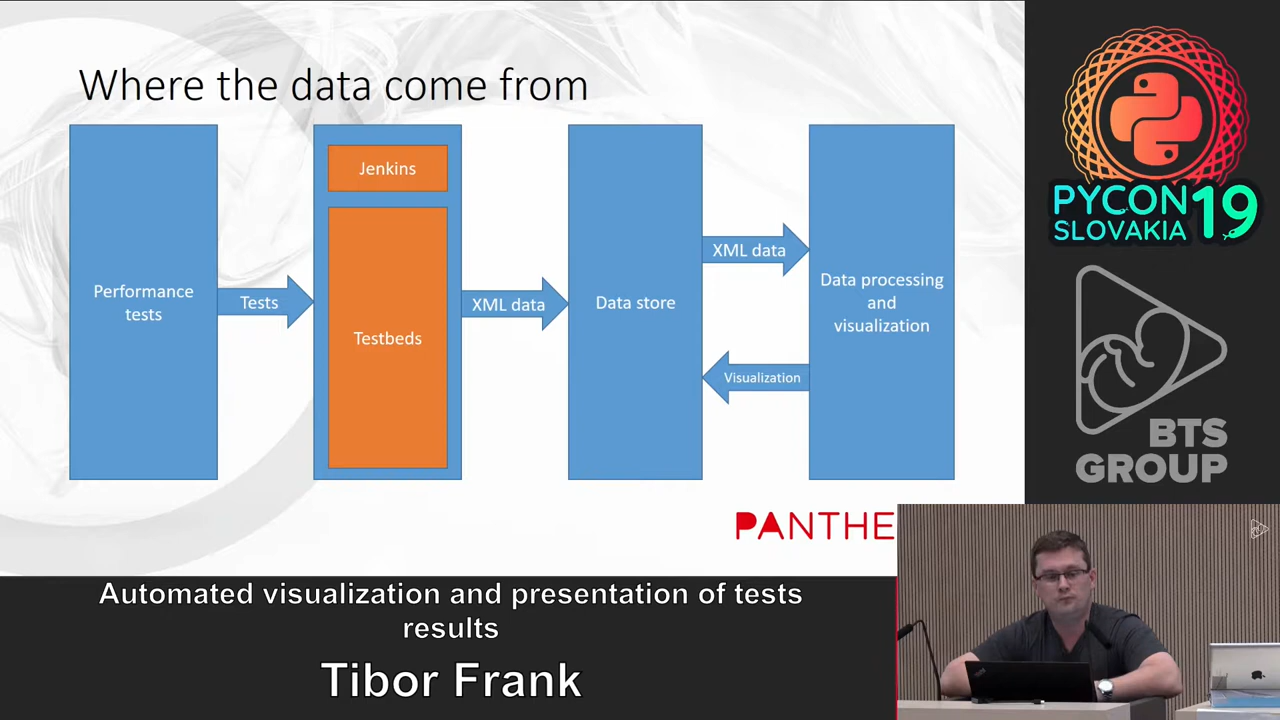 Where the data come from
Performance
tests
Tests
Jenkins
Testbeds
XML data
Data store
XML data
Visualization
Data processing
and
visualization
PANTHE
PYCON
SLOVAKIA
19
BTS
GROUP
Automated visualization and presentation of tests
results
Tibor Frank